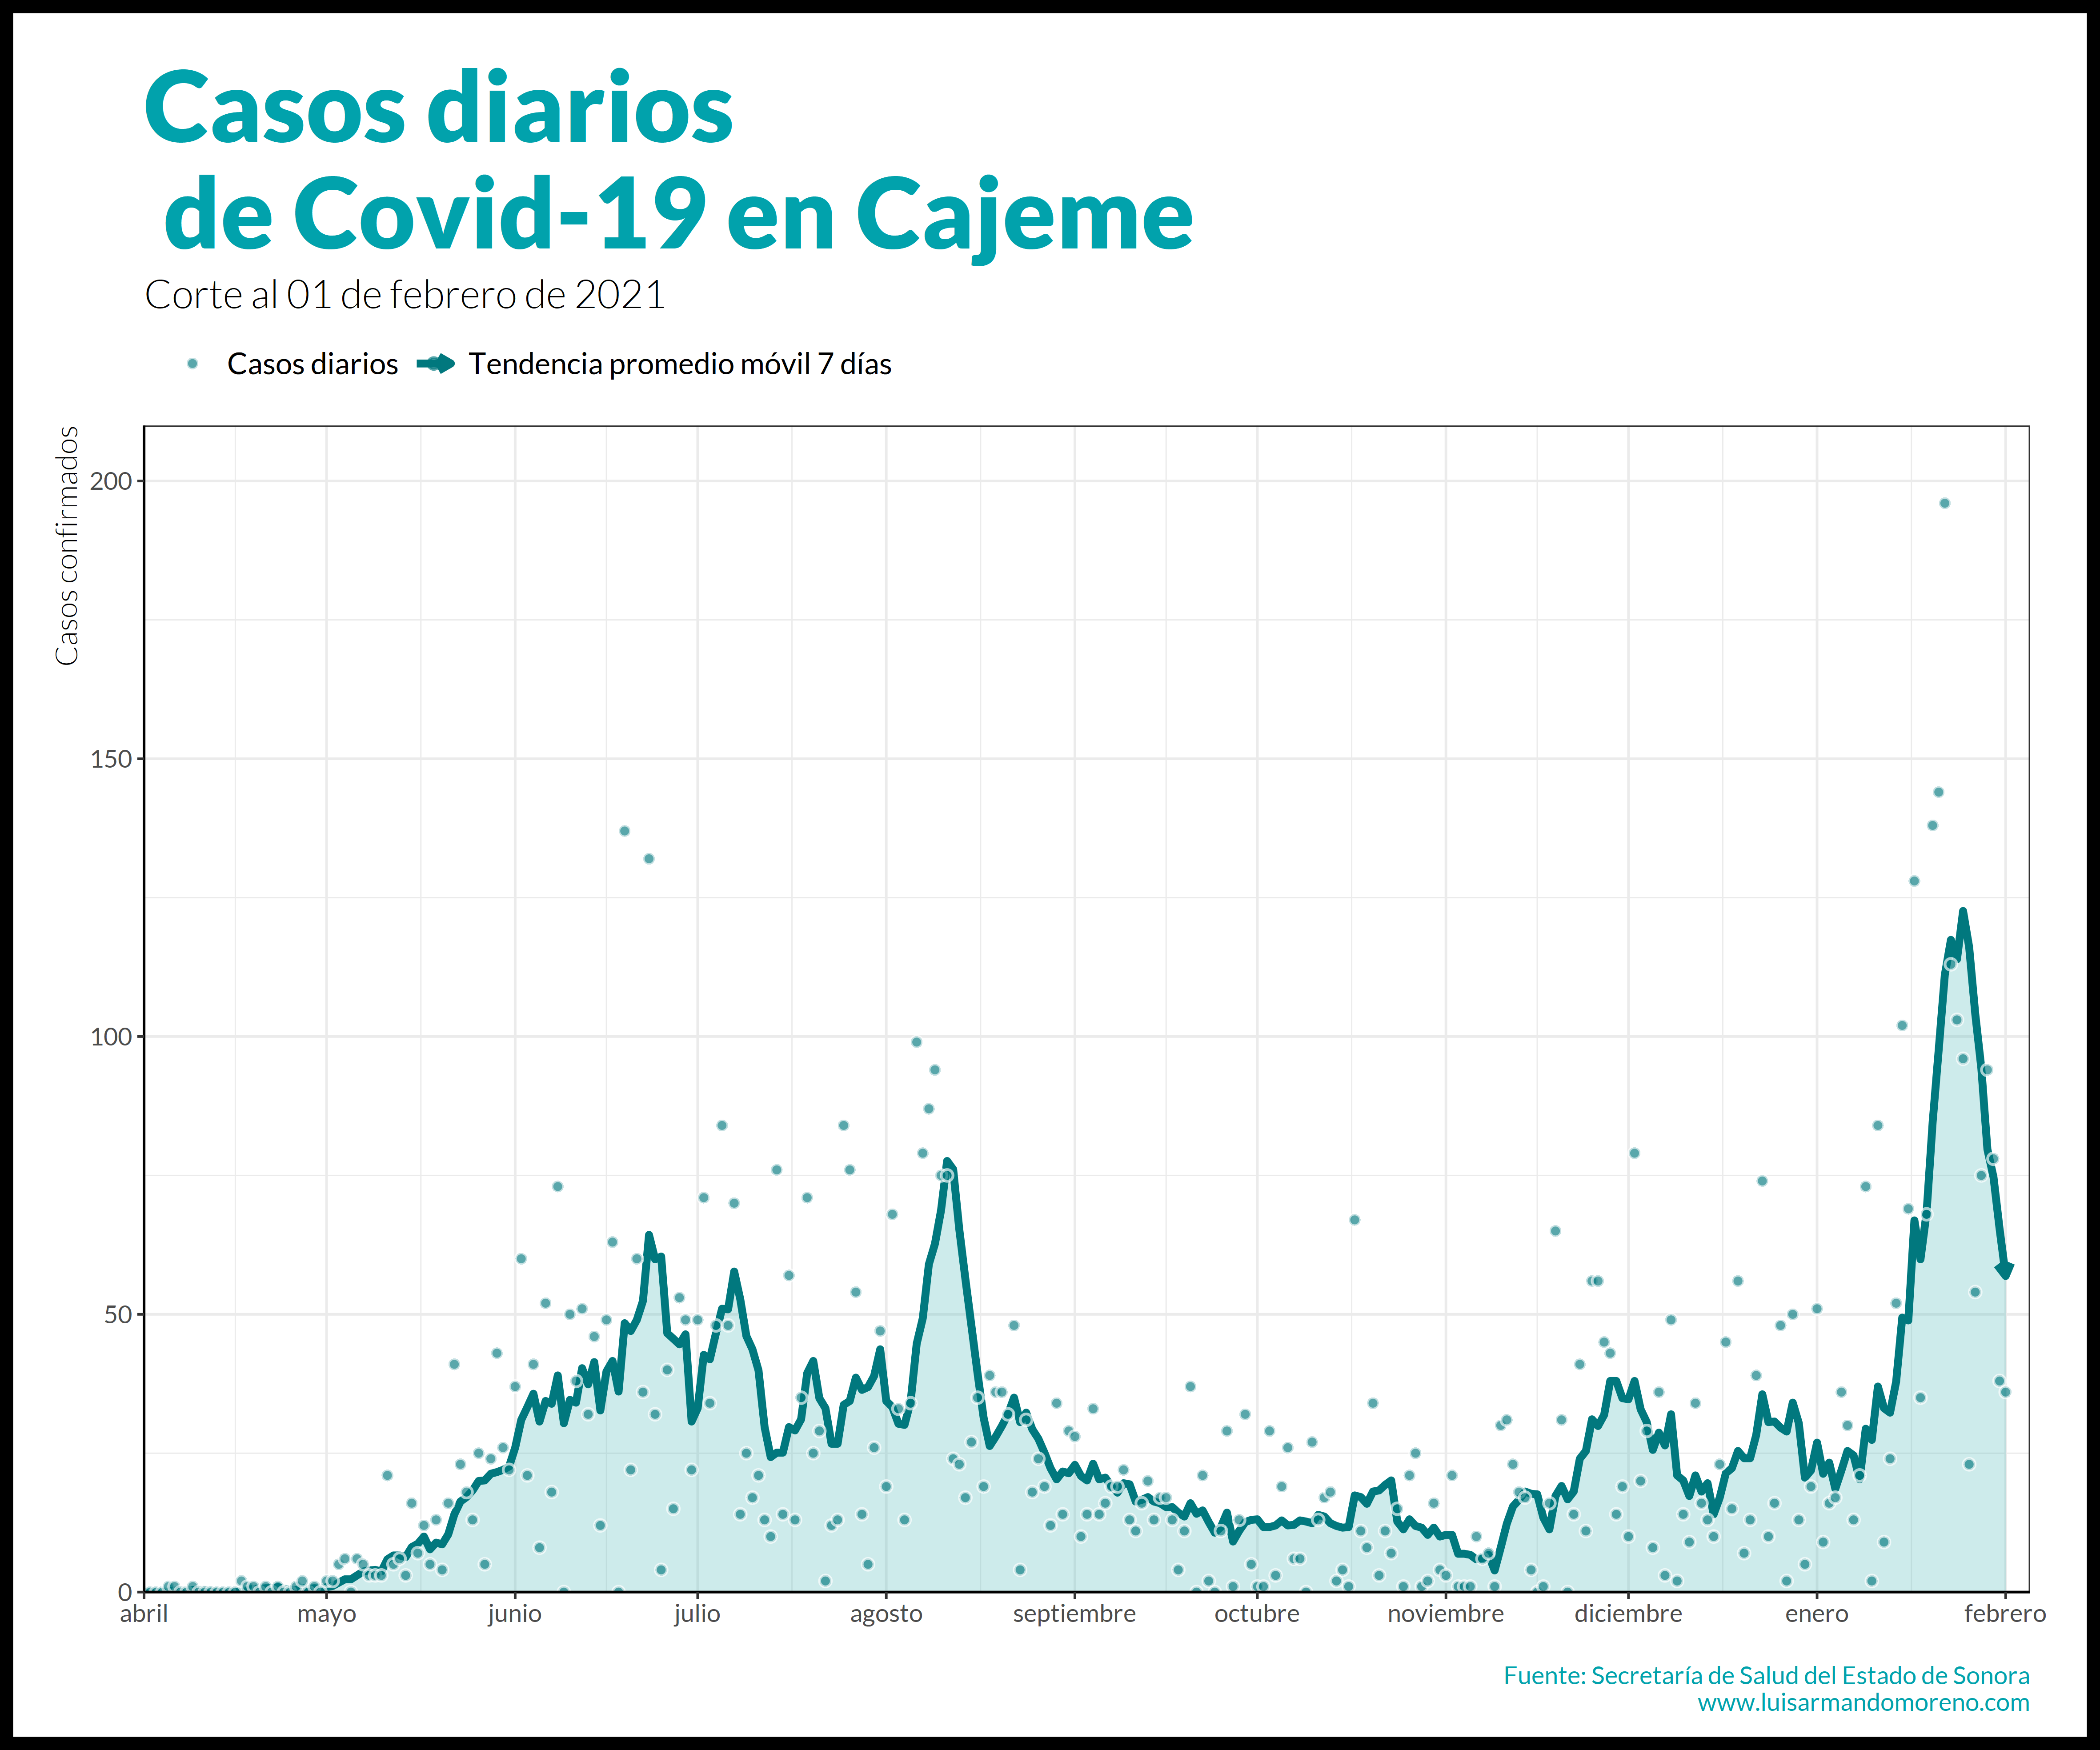 Casos diarios
de Covid-19 en Cajeme
Corte al 01 de febrero de 2021
Casos diarios Tendencia promedio móvil 7 días
Casos confirmados
200
150
100
50
0
abril mayo junio julio agosto septiembre octubre noviembre diciembre enero febrero
Fuente: Secretaría de Salud del Estado de Sonora
www.luisarmandomoreno.com